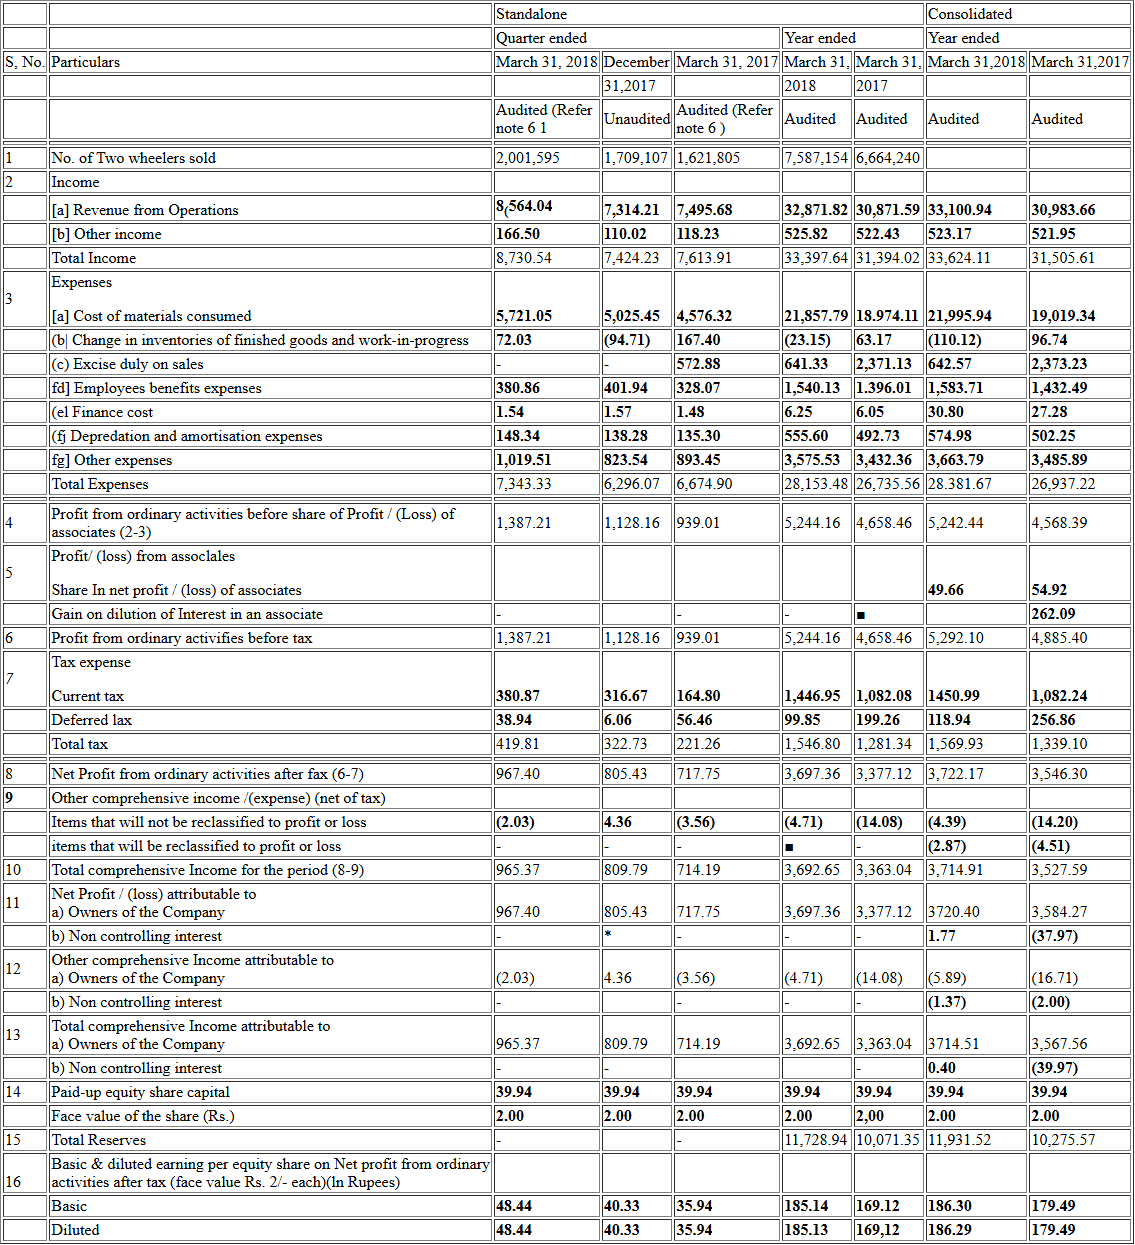 Standalone Consolidated
Quarter ended Year ended Year ended
S, No. Particulars March 31, 2018 December March 31, 2017 March 31, March 31, March 31,2018 March 31,2017
31,2017 2018 2017
Audited (Refer note 6 1 Unaudited Audited (Refer note 6 ) Audited Audited Audited Audited
1 No. of Two wheelers sold 2,001,595 1,709,107 1,621,805 7,587,154 6,664,240
2 Income
[a] Revenue from Operations 8(564.04 7,314.21 7,495.68 32,871.82 30,871.59 33,100.94 30,983.66
[b] Other income 166.50 110.02 118.23 525.82 522.43 523.17 521.95
Total Income 8,730.54 7,424.23 7,613.91 33,397.64 31,394.02 33,624.11 31,505.61
3 Expenses
[a] Cost of materials consumed 5,721.05 5,025.45 4,576.32 21,857.79 18.974.11 21,995.94 19,019.34
(b| Change in inventories of finished goods and work-in-progress 72.03 (94.71) 167.40 (23.15) 63.17 (110.12) 96.74
(c) Excise duly on sales - - 572.88 641.33 2,371.13 642.57 2,373.23
fd] Employees benefits expenses 380.86 401.94 328.07 1,540.13 1.396.01 1,583.71 1,432.49
(el Finance cost 1.54 1.57 1.48 6.25 6.05 30.80 27.28
(fj Depredation and amortisation expenses 148.34 138.28 135.30 555.60 492.73 574.98 502.25
fg] Other expenses 1,019.51 823.54 893.45 3,575.53 3,432.36 3,663.79 3,485.89
Total Expenses 7,343.33 6,296.07 6,674.90 28,153.48 26,735.56 28.381.67 26,937.22
4 Profit from ordinary activities before share of Profit / (Loss) of associates (2-3) 1,387.21 1,128.16 939.01 5,244.16 4,658.46 5,242.44 4,568.39
5 Profit/ (loss) from assoclales
Share In net profit / (loss) of associates 49.66 54.92
Gain on dilution of Interest in an associate - - - ■ 262.09
6 Profit from ordinary activifies before tax 1,387.21 1,128.16 939.01 5,244.16 4,658.46 5,292.10 4,885.40
7 Tax expense
Current tax 380.87 316.67 164.80 1,446.95 1,082.08 1450.99 1,082.24
Deferred lax 38.94 6.06 56.46 99.85 199.26 118.94 256.86
Total tax 419.81 322.73 221.26 1,546.80 1,281.34 1,569.93 1,339.10
8 Net Profit from ordinary activities after fax (6-7) 967.40 805.43 717.75 3,697.36 3,377.12 3,722.17 3,546.30
9 Other comprehensive income /(expense) (net of tax)
Items that will not be reclassified to profit or loss (2.03) 4.36 (3.56) (4.71) (14.08) (4.39) (14.20)
items that will be reclassified to profit or loss - - - ■ - (2.87) (4.51)
10 Total comprehensive Income for the period (8-9) 965.37 809.79 714.19 3,692.65 3,363.04 3,714.91 3,527.59
11 Net Profit / (loss) attributable to
a) Owners of the Company 967.40 805.43 717.75 3,697.36 3,377.12 3720.40 3,584.27
b) Non controlling interest - * - - - 1.77 (37.97)
12 Other comprehensive Income attributable to
a) Owners of the Company (2.03) 4.36 (3.56) (4.71) (14.08) (5.89) (16.71)
b) Non controlling interest - - - - (1.37) (2.00)
13 Total comprehensive Income attributable to
a) Owners of the Company 965.37 809.79 714.19 3,692.65 3,363.04 3714.51 3,567.56
b) Non controlling interest - - - 0.40 (39.97)
14 Paid-up equity share capital 39.94 39.94 39.94 39.94 39.94 39.94 39.94
Face value of the share (Rs.) 2.00 2.00 2.00 2.00 2,00 2.00 2.00
15 Total Reserves - - 11,728.94 10,071.35 11,931.52 10,275.57
16 Basic & diluted earning per equity share on Net profit from ordinary
activities after tax (face value Rs. 2/- each)(ln Rupees)
Basic 48.44 40.33 35.94 185.14 169.12 186.30 179.49
Diluted 48.44 40.33 35.94 185.13 169,12 186.29 179.49